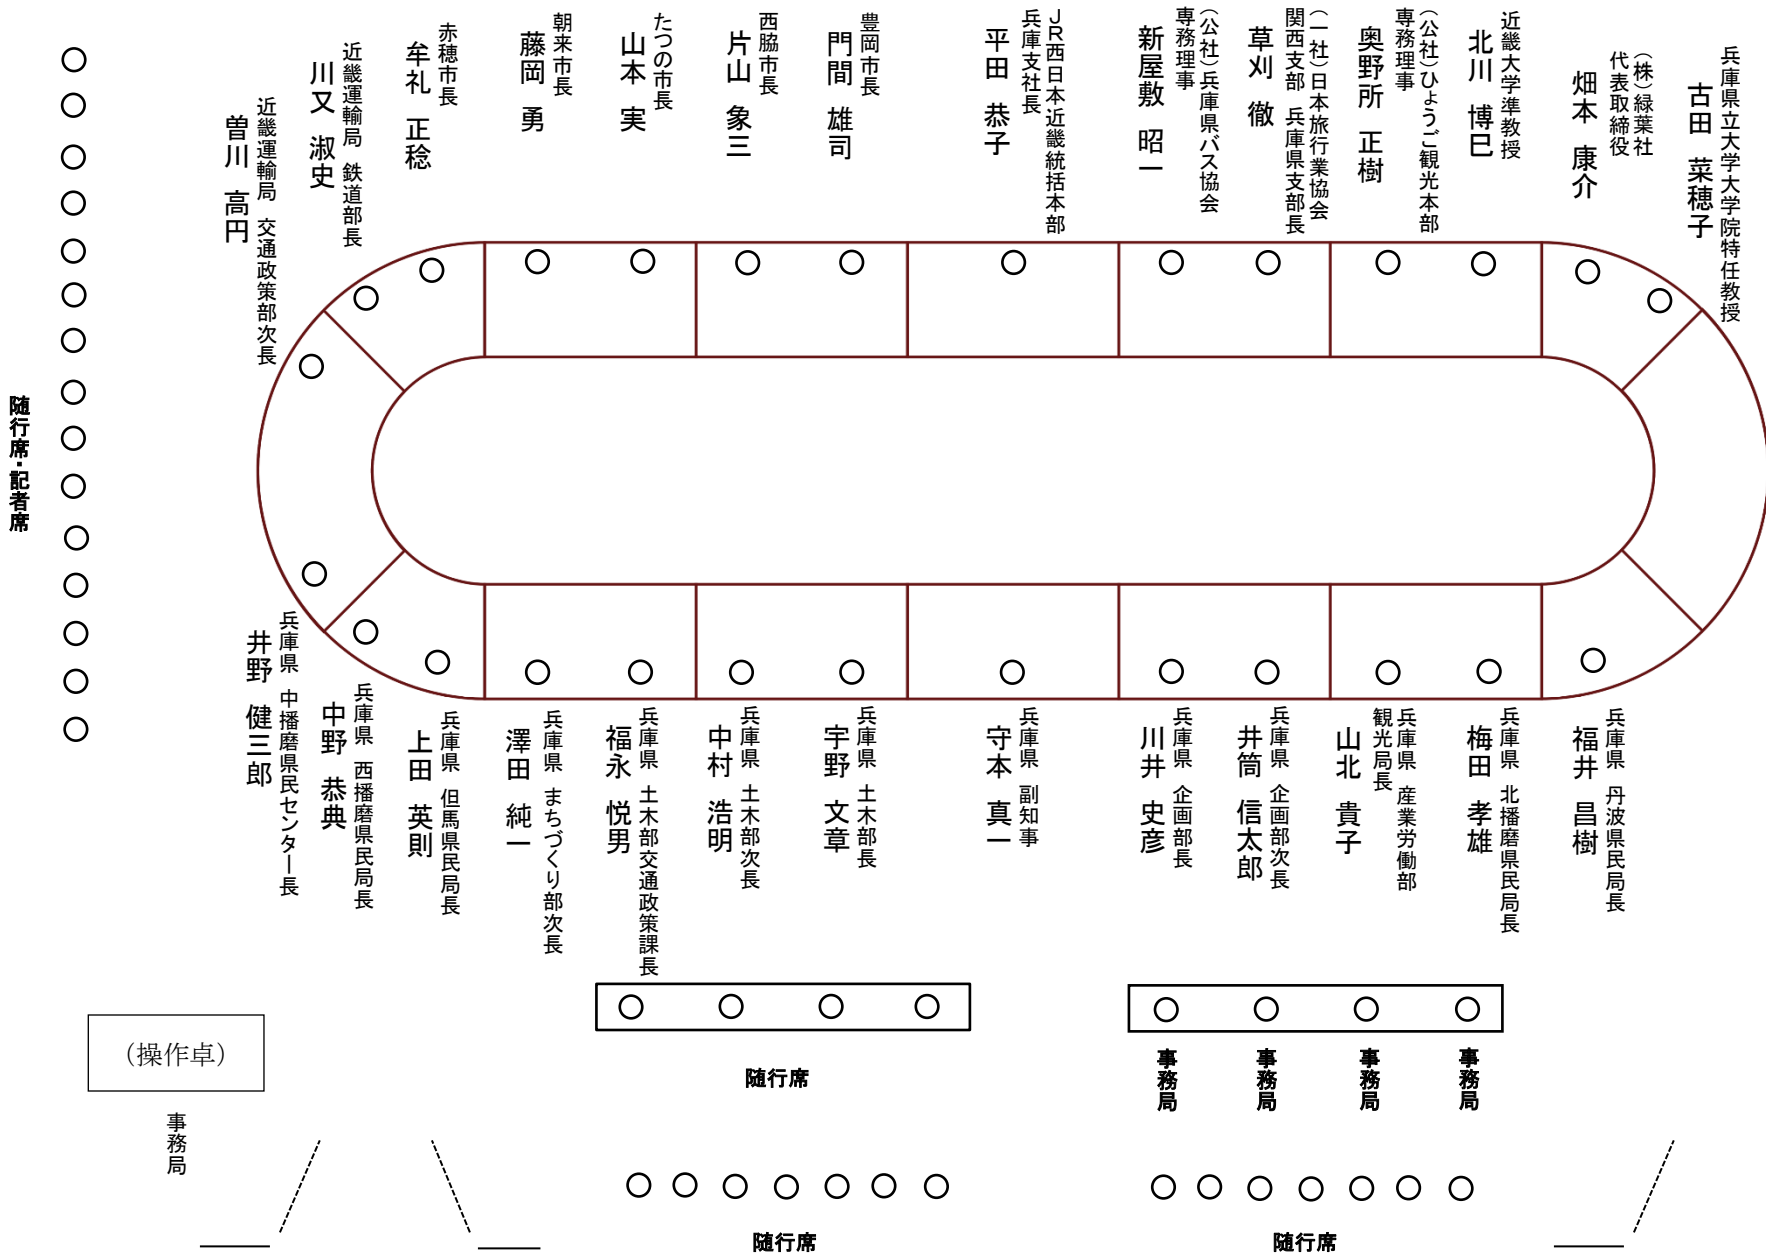 兵庫県立大学大学院特任教授
古田 菜穂子
(株)緑葉社
代表取締役
畑本 康介
近畿大学準教授
北川 博巳
(公社)ひょうご観光本部
専務理事
奥野所 正樹
(一社)日本旅行業協会
関西支部 兵庫県支部長
草刈 徹
(公社)兵庫県バス協会
専務理事
新屋敷 昭一
JR西日本近畿統括本部
兵庫支社長
平田 恭子
豊岡市長
門間 雄司
西脇市長
片山 象三
たつの市長
山本 実
朝来市長
藤岡 勇
赤穂市長
牟礼 正稔
近畿運輸局 鉄道部長
川又 淑史
近畿運輸局 交通政策部次長
曽川 高円
随行席・記者席
兵庫県 丹波県民局長
福井 昌樹
兵庫県 北播磨県民局長
梅田 孝雄
兵庫県 産業労働部
観光局長
山北 貴子
兵庫県 企画部次長
井筒 信太郎
兵庫県 企画部長
川井 史彦
兵庫県 副知事
守本 真一
兵庫県 土木部長
宇野 文章
兵庫県 土木部次長
中村 浩明
兵庫県 土木部交通政策課長
福永 悦男
兵庫県 まちづくり部次長
澤田 純一
兵庫県 但馬県民局長
上田 英則
兵庫県 西播磨県民局長
中野 恭典
兵庫県 中播磨県民センター長
井野 健三郎
(操作卓)
事務局
随行席
事務局
事務局
事務局
事務局
随行席
随行席